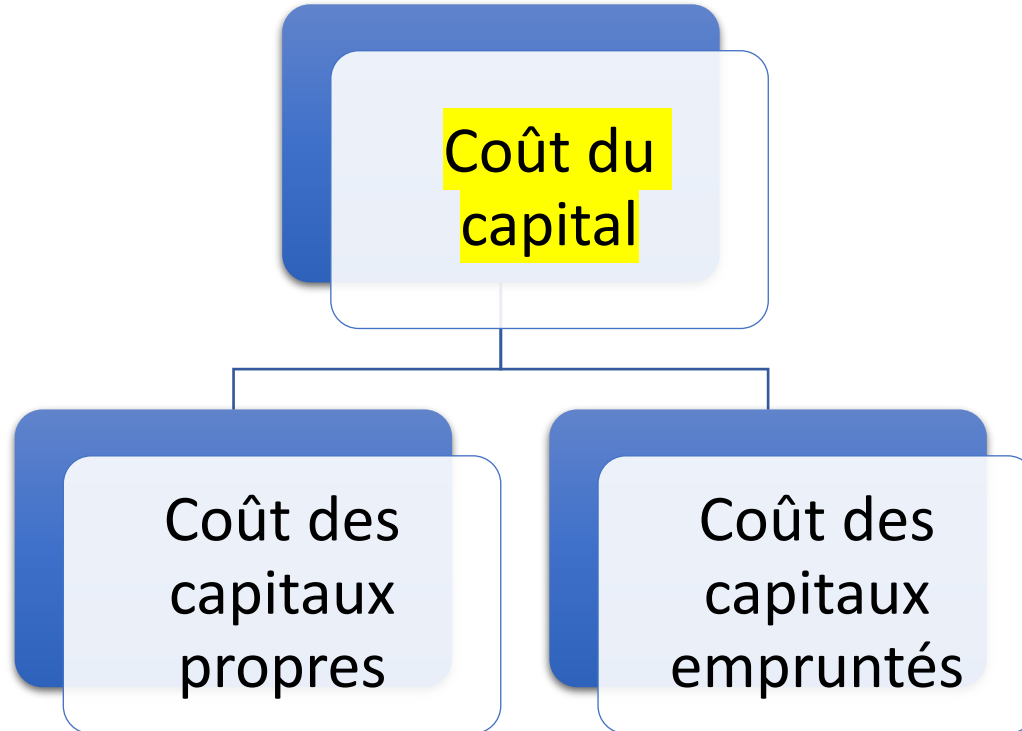 Coût du
capital
Coût des
capitaux
propres
Coût des
capitaux
empruntés